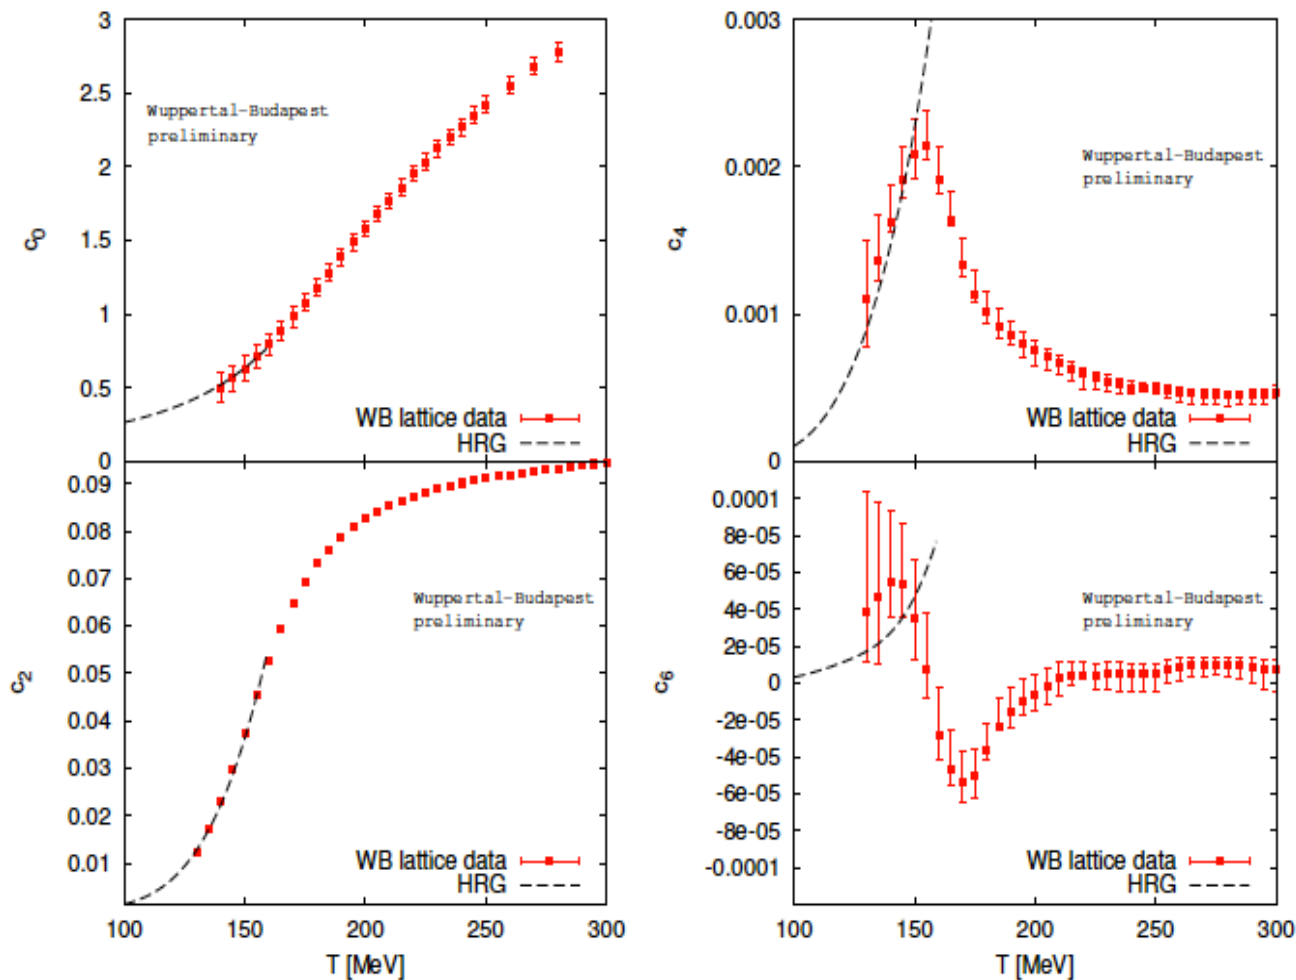 3
2.5
2
1.5
1
0.5
0
c0
Wuppertal-Budapest
preliminary
WB lattice data
HRG
0.003
0.002
0.001
0
c4
Wuppertal-Budapest
preliminary
WB lattice data
HRG
0.09
0.08
0.07
0.06
0.05
0.04
0.03
0.02
0.01
c2
Wuppertal-Budapest
preliminary
WB lattice data
HRG
100 150 200 250 300
T [MeV]
0.0001
8e-05
6e-05
4e-05
2e-05
0
-2e-05
-4e-05
-6e-05
-8e-05
-0.0001
c6
Wuppertal-Budapest
preliminary
WB lattice data
HRG
100 150 200 250 300
T [MeV]